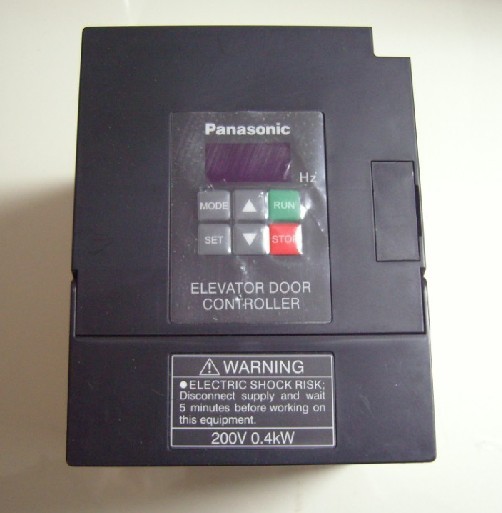 Panasonic
Hz
MODE ▲ RUN
SET ▼ STOP
ELEVATOR DOOR
CONTROLLER
⚠ WARNING
●ELECTRIC SHOCK RISK;
Disconnect supply and wait
5 minutes before working on
this equipment.
200V 0.4kW